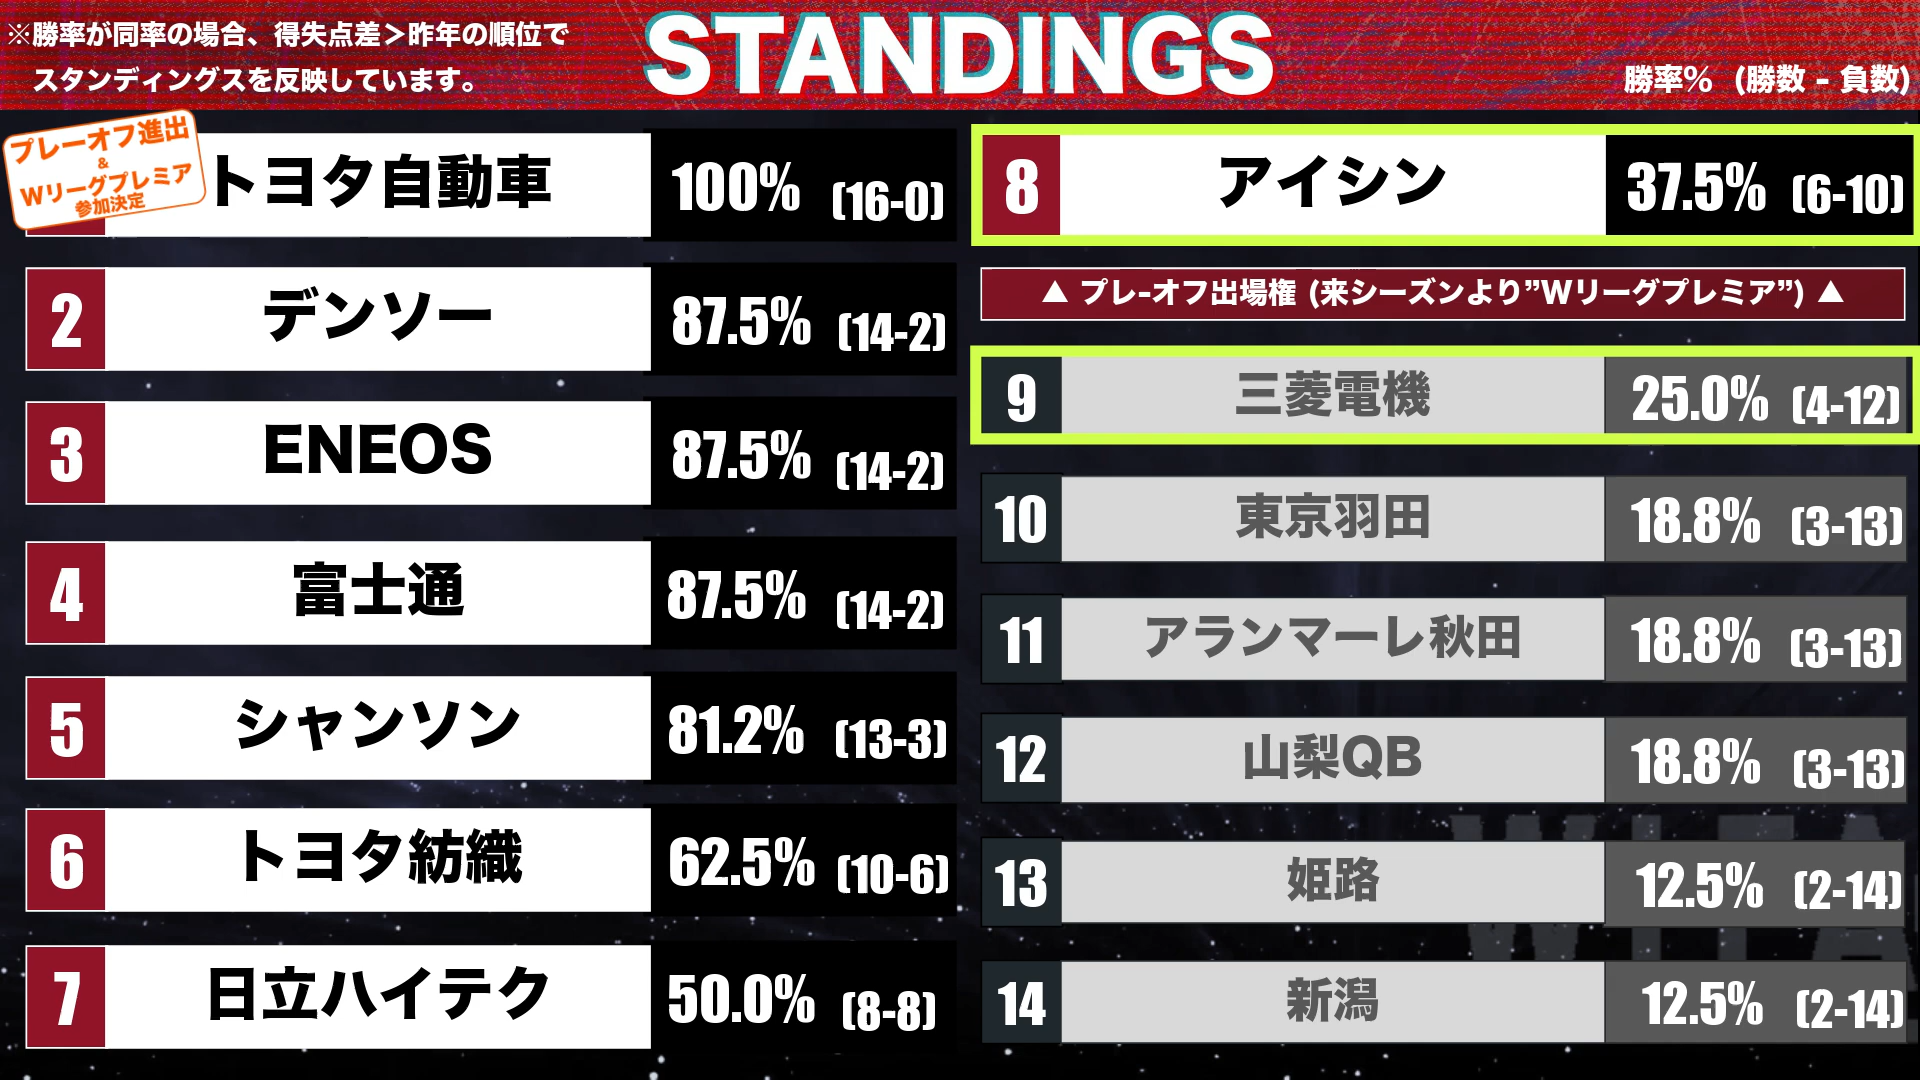 ※勝率が同率の場合、得失点差＞昨年の順位で
スタンディングスを反映しています。
STANDINGS
勝率% (勝数 - 負数)
プレーオフ進出
&
Wリーグプレミア
参加決定
トヨタ自動車 100% (16-0)
2 デンソー 87.5% (14-2)
3 ENEOS 87.5% (14-2)
4 富士通 87.5% (14-2)
5 シャンソン 81.2% (13-3)
6 トヨタ紡織 62.5% (10-6)
7 日立ハイテク 50.0% (8-8)
8 アイシン 37.5% (6-10)
▲ プレ-オフ出場権 (来シーズンより”Wリーグプレミア”) ▲
9 三菱電機 25.0% (4-12)
10 東京羽田 18.8% (3-13)
11 アランマーレ秋田 18.8% (3-13)
12 山梨QB 18.8% (3-13)
13 姫路 12.5% (2-14)
14 新潟 12.5% (2-14)